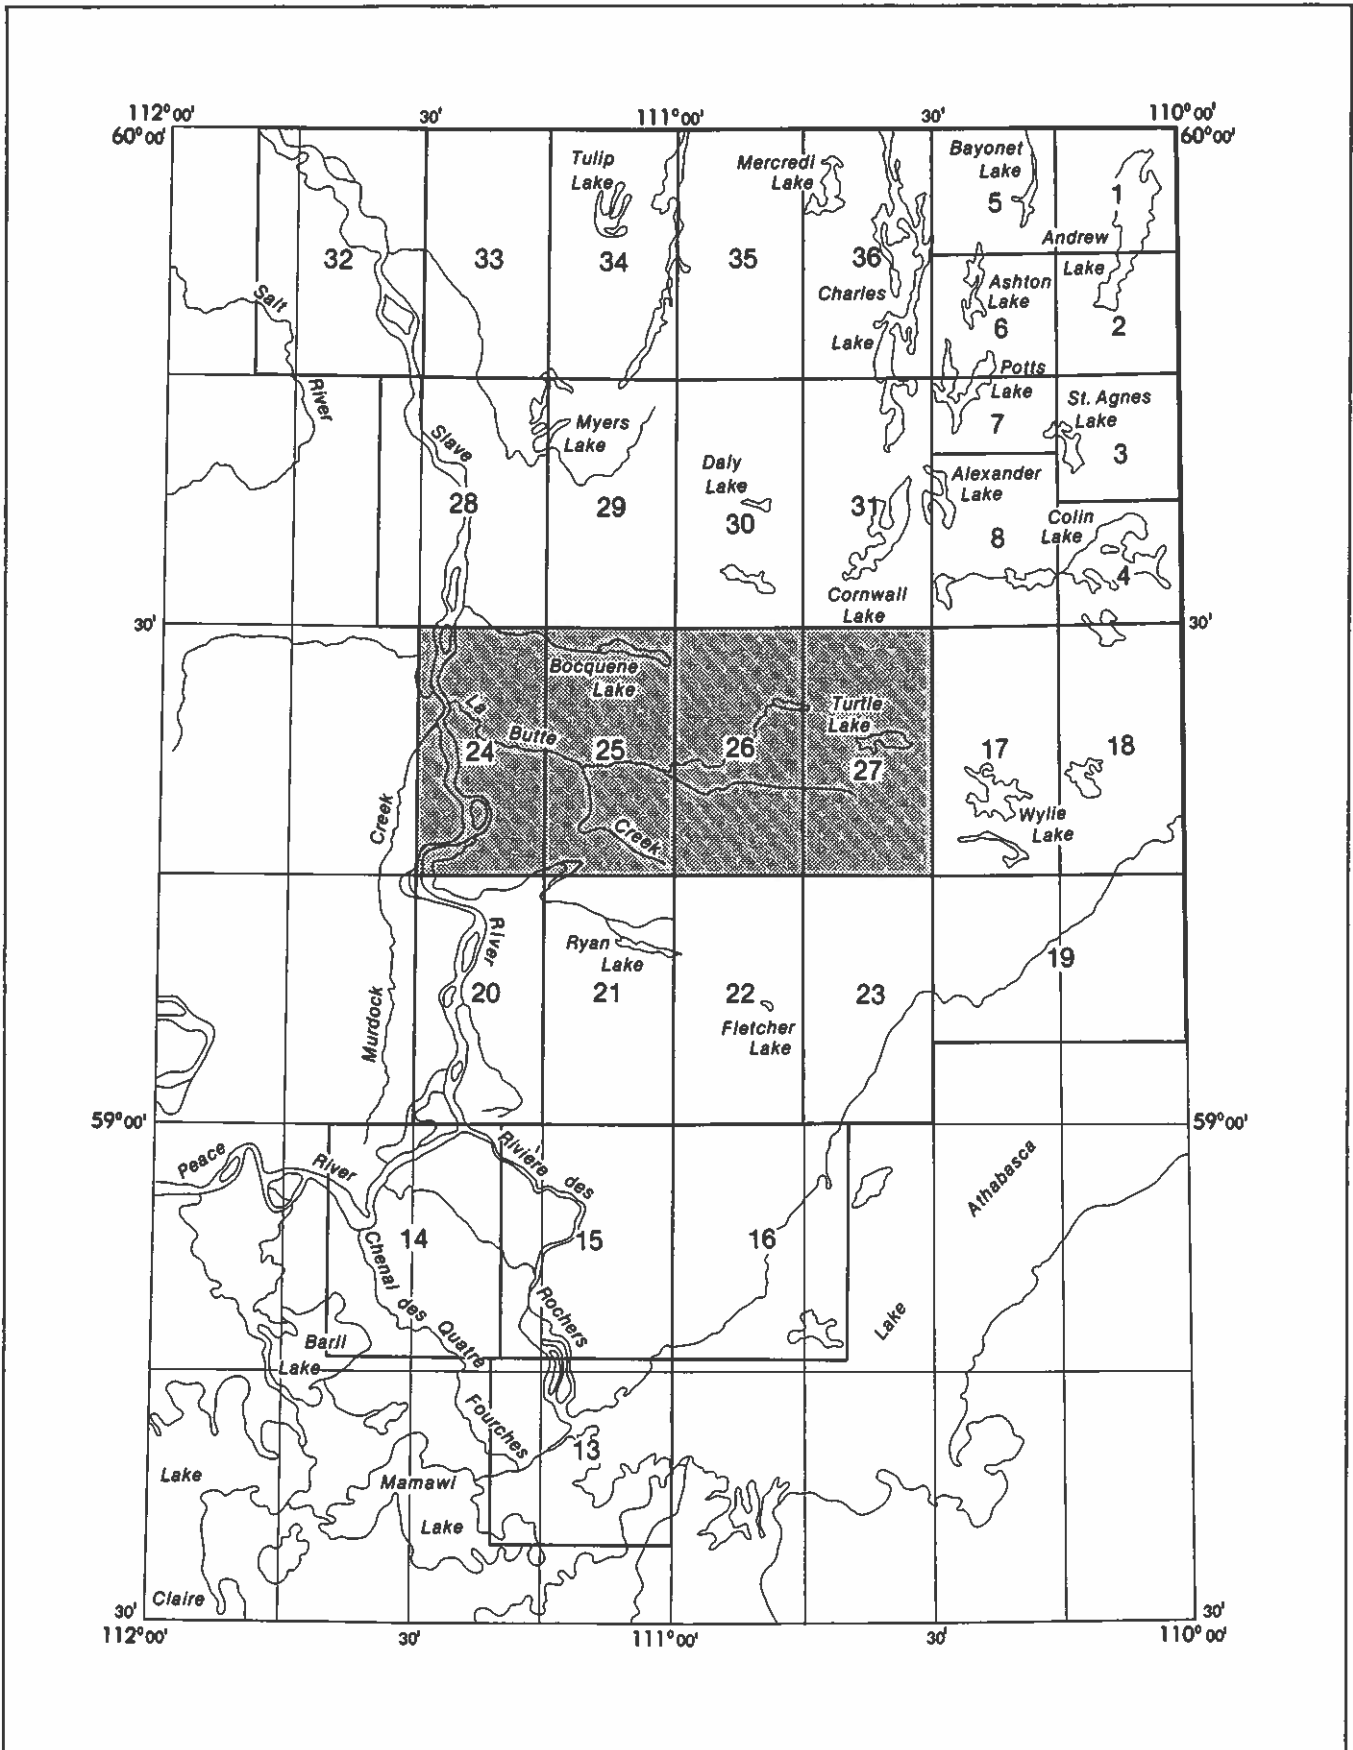 112°00'
30'
111°00'
30'
110°00'
60°00'
60°00'
Tulip
Lake
Mercredi
Lake
Bayonet
Lake
5
1
Andrew
Lake
32
33
34
35
36
Salt
River
Charles
Lake
Ashton
Lake
6
2
Potts
Lake
7
St. Agnes
Lake
3
Myers
Lake
Slave
Daly
Lake
28
29
30
31
Alexander
Lake
8
Colin
Lake
4
Cornwall
Lake
30'
30'
Bocquene
Lake
La
Butte
Creek
Turtle
Lake
24
25
26
27
17
18
Wylie
Lake
Creek
Murdock
River
Ryan
Lake
19
20
21
22
23
Fletcher
Lake
59°00'
59°00'
Peace
River
Rivière des
Rochers
Athabasca
Lake
14
15
16
Chenal
des
Quatre
Fourches
Baril
Lake
13
Lake
Claire
Mamawi
Lake
30'
30'
112°00'
30'
111°00'
30'
110°00'